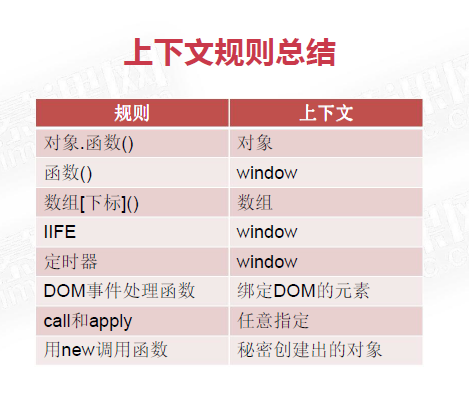 上下文规则总结
规则 上下文
对象.函数() 对象
函数() window
数组[下标]() 数组
IIFE window
定时器 window
DOM事件处理函数 绑定DOM的元素
call和apply 任意指定
用new调用函数 秘密创建出的对象